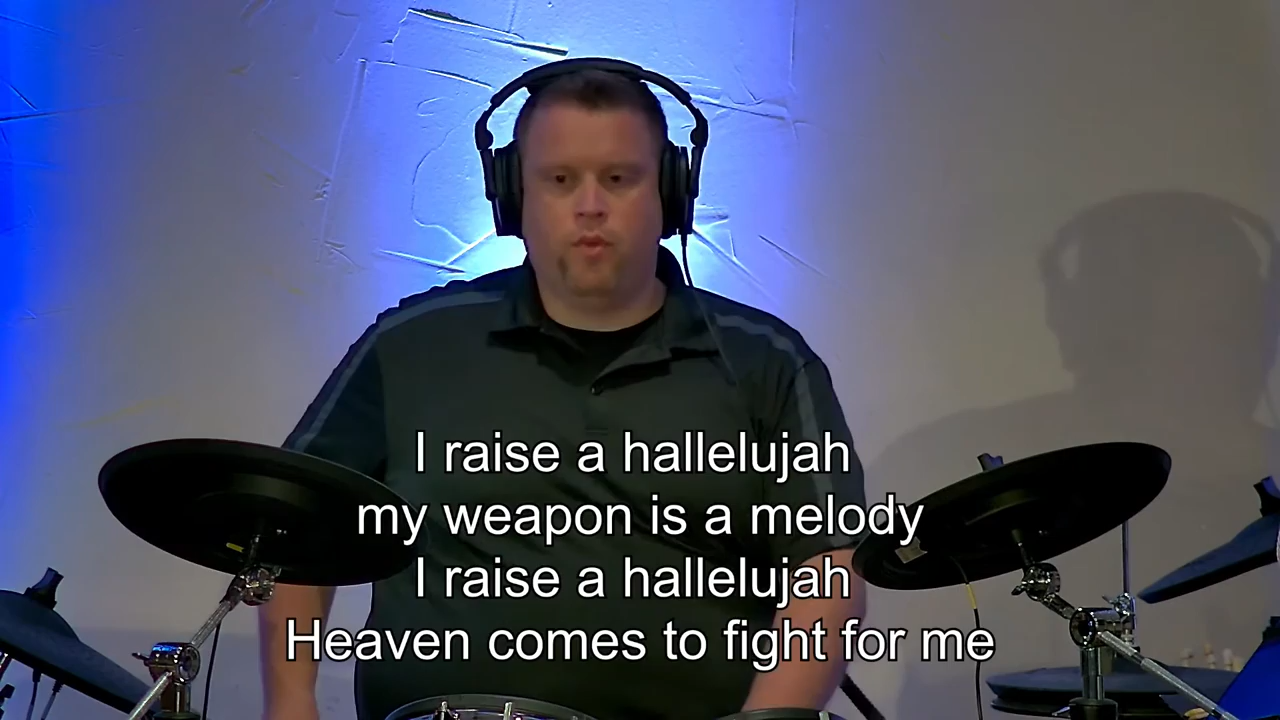 I raise a hallelujah
my weapon is a melody
I raise a hallelujah
Heaven comes to fight for me